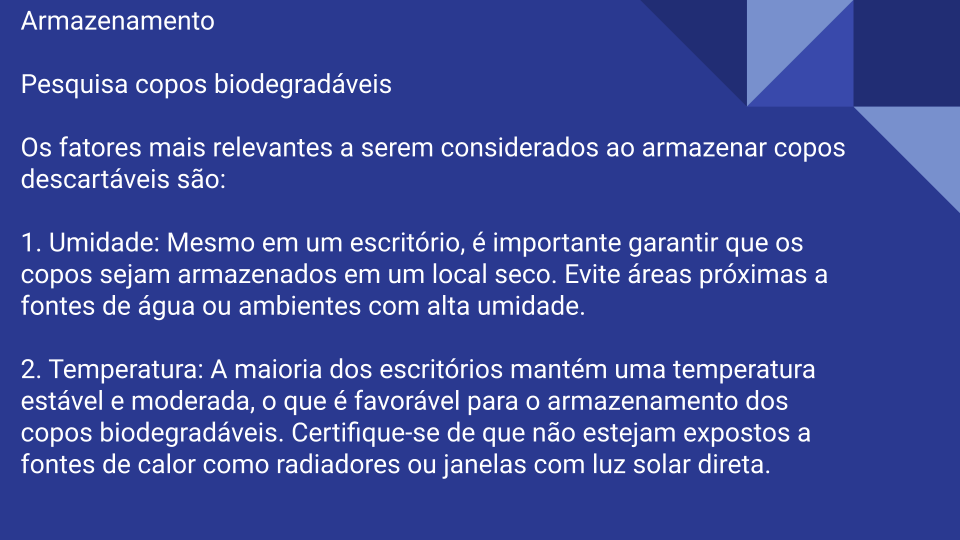 Armazenamento
Pesquisa copos biodegradáveis
Os fatores mais relevantes a serem considerados ao armazenar copos
descartáveis são:
1. Umidade: Mesmo em um escritório, é importante garantir que os
copos sejam armazenados em um local seco. Evite áreas próximas a
fontes de água ou ambientes com alta umidade.
2. Temperatura: A maioria dos escritórios mantém uma temperatura
estável e moderada, o que é favorável para o armazenamento dos
copos biodegradáveis. Certifique-se de que não estejam expostos a
fontes de calor como radiadores ou janelas com luz solar direta.